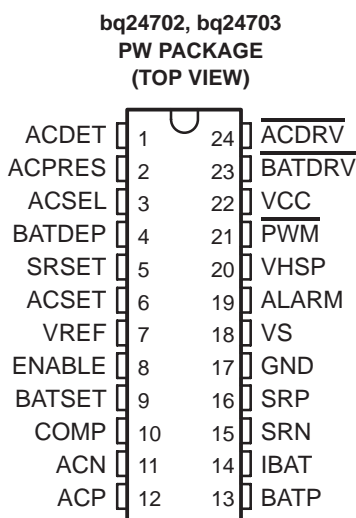 bq24702, bq24703
PW PACKAGE
(TOP VIEW)
ACDET 1 24 ACDRV
ACPRES 2 23 BATDRV
ACSEL 3 22 VCC
BATDEP 4 21 PWM
SRSET 5 20 VHSP
ACSET 6 19 ALARM
VREF 7 18 VS
ENABLE 8 17 GND
BATSET 9 16 SRP
COMP 10 15 SRN
ACN 11 14 IBAT
ACP 12 13 BATP